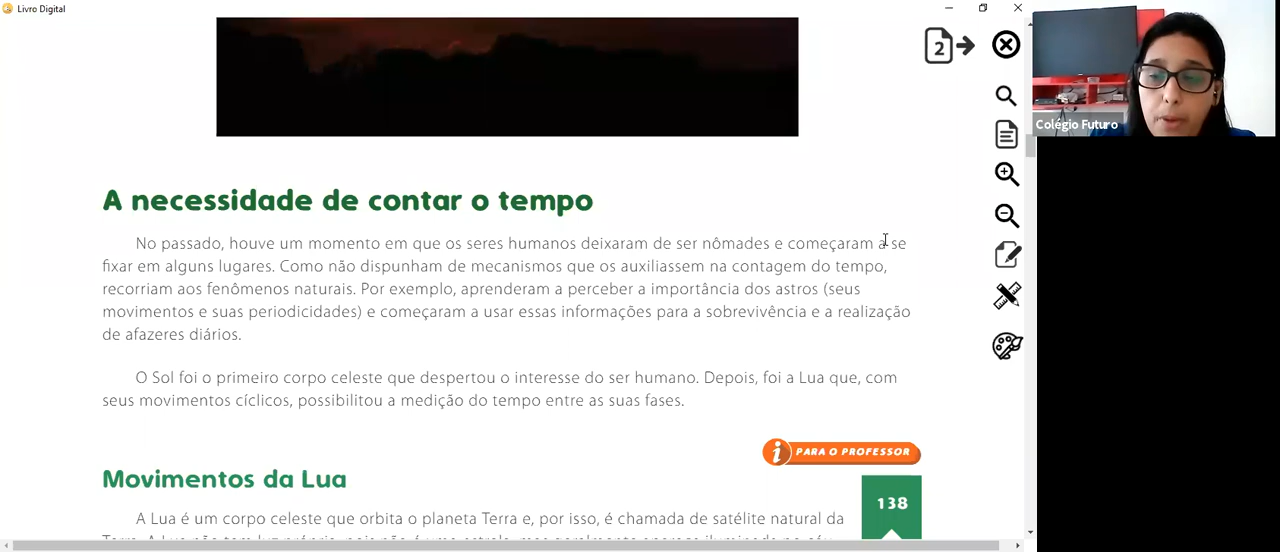 Livro Digital
2
Colégio Futuro
A necessidade de contar o tempo
No passado, houve um momento em que os seres humanos deixaram de ser nômades e começaram a se
fixar em alguns lugares. Como não dispunham de mecanismos que os auxiliassem na contagem do tempo,
recorriam aos fenômenos naturais. Por exemplo, aprenderam a perceber a importância dos astros (seus
movimentos e suas periodicidades) e começaram a usar essas informações para a sobrevivência e a realização
de afazeres diários.
O Sol foi o primeiro corpo celeste que despertou o interesse do ser humano. Depois, foi a Lua que, com
seus movimentos cíclicos, possibilitou a medição do tempo entre as suas fases.
i PARA O PROFESSOR
Movimentos da Lua
138
A Lua é um corpo celeste que orbita o planeta Terra e, por isso, é chamada de satélite natural da